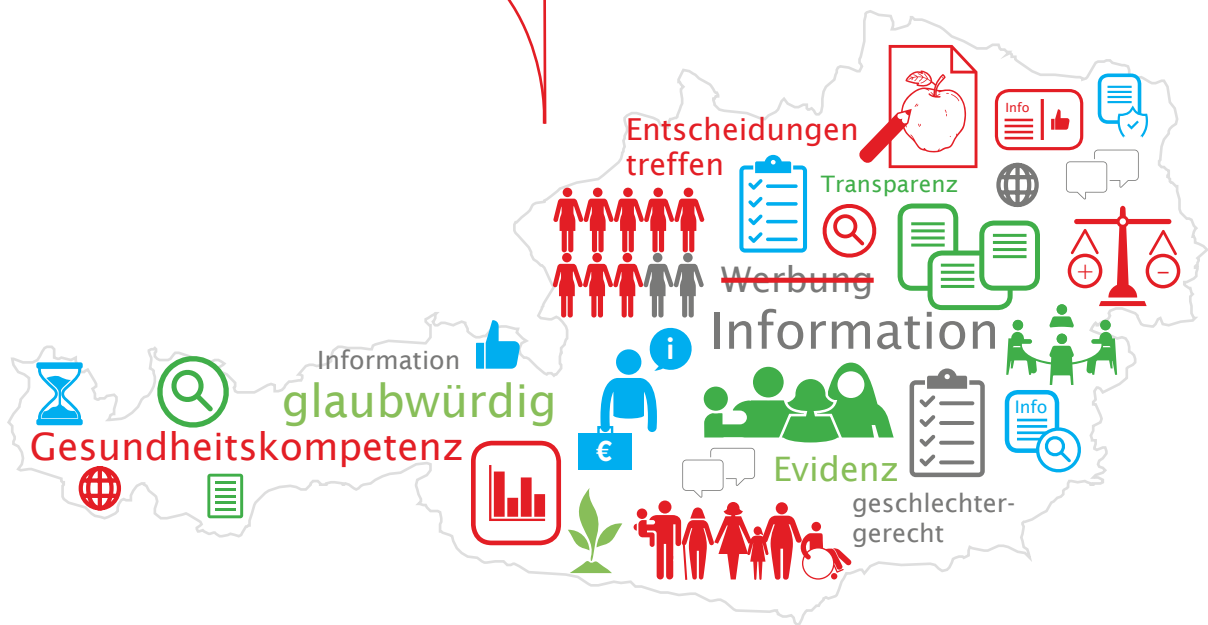 Entscheidungen
treffen
Info
Transparenz
Werbung
Information
Information
glaubwürdig
Gesundheitskompetenz
i
€
Info
Evidenz
geschlechter-
gerecht